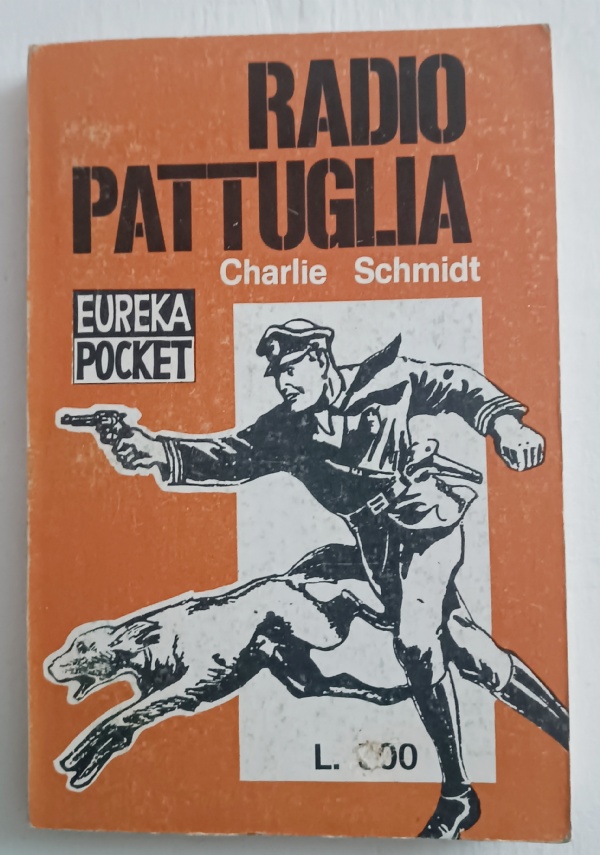 RADIO
PATTUGLIA
Charlie Schmidt
EUREKA
POCKET
L.